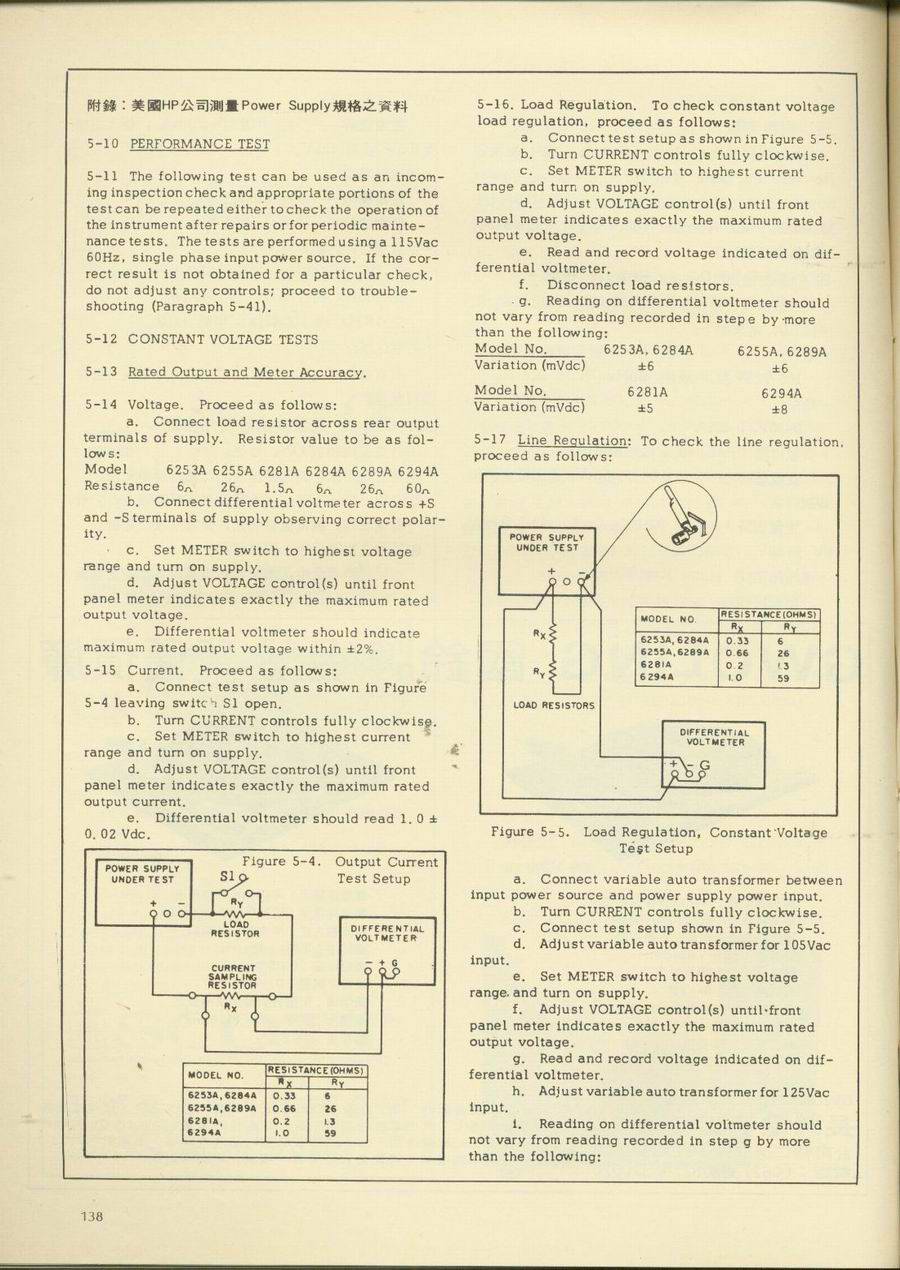 附錄：美國HP公司測量Power Supply規格之資料
5-10 PERFORMANCE TEST
5-11 The following test can be used as an incom-
ing inspection check and appropriate portions of the
test can be repeated either to check the operation of
the instrument after repairs or for periodic mainte-
nance tests. The tests are performed using a 115Vac
60Hz, single phase input power source. If the cor-
rect result is not obtained for a particular check,
do not adjust any controls; proceed to trouble-
shooting (Paragraph 5-41).
5-12 CONSTANT VOLTAGE TESTS
5-13 Rated Output and Meter Accuracy.
5-14 Voltage. Proceed as follows:
a. Connect load resistor across rear output
terminals of supply. Resistor value to be as fol-
lows:
Model 6253A 6255A 6281A 6284A 6289A 6294A
Resistance 6Ω 26Ω 1.5Ω 6Ω 26Ω 60Ω
b. Connect differential voltmeter across +S
and -S terminals of supply observing correct polar-
ity.
c. Set METER switch to highest voltage
range and turn on supply.
d. Adjust VOLTAGE control(s) until front
panel meter indicates exactly the maximum rated
output voltage.
e. Differential voltmeter should indicate
maximum rated output voltage within ±2%.
5-15 Current. Proceed as follows:
a. Connect test setup as shown in Figure
5-4 leaving switch S1 open.
b. Turn CURRENT controls fully clockwise.
c. Set METER switch to highest current
range and turn on supply.
d. Adjust VOLTAGE control(s) until front
panel meter indicates exactly the maximum rated
output current.
e. Differential voltmeter should read 1.0 ±
0.02 Vdc.
Figure 5-4. Output Current
Test Setup
POWER SUPPLY
UNDER TEST
+ -
S1
RY
LOAD
RESISTOR
DIFFERENTIAL
VOLTMETER
- + G
CURRENT
SAMPLING
RESISTOR
RX
MODEL NO. RESISTANCE (OHMS)
RX RY
6253A, 6284A 0.33 6
6255A, 6289A 0.66 26
6281A, 0.2 1.3
6294A 1.0 59
5-16. Load Regulation. To check constant voltage
load regulation, proceed as follows:
a. Connect test setup as shown in Figure 5-5.
b. Turn CURRENT controls fully clockwise.
c. Set METER switch to highest current
range and turn on supply.
d. Adjust VOLTAGE control(s) until front
panel meter indicates exactly the maximum rated
output voltage.
e. Read and record voltage indicated on dif-
ferential voltmeter.
f. Disconnect load resistors.
g. Reading on differential voltmeter should
not vary from reading recorded in step e by more
than the following:
Model No. 6253A, 6284A 6255A, 6289A
Variation (mVdc) ±6 ±6
Model No. 6281A 6294A
Variation (mVdc) ±5 ±8
5-17 Line Regulation: To check the line regulation,
proceed as follows:
POWER SUPPLY
UNDER TEST
+ -
RX
RY
LOAD RESISTORS
MODEL NO. RESISTANCE (OHMS)
RX RY
6253A, 6284A 0.33 6
6255A, 6289A 0.66 26
6281A 0.2 1.3
6294A 1.0 59
DIFFERENTIAL
VOLTMETER
+ - G
Figure 5-5. Load Regulation, Constant Voltage
Test Setup
a. Connect variable auto transformer between
input power source and power supply power input.
b. Turn CURRENT controls fully clockwise.
c. Connect test setup shown in Figure 5-5.
d. Adjust variable auto transformer for 105Vac
input.
e. Set METER switch to highest voltage
range, and turn on supply.
f. Adjust VOLTAGE control(s) until front
panel meter indicates exactly the maximum rated
output voltage.
g. Read and record voltage indicated on dif-
ferential voltmeter.
h. Adjust variable auto transformer for 125Vac
input.
i. Reading on differential voltmeter should
not vary from reading recorded in step g by more
than the following:
138